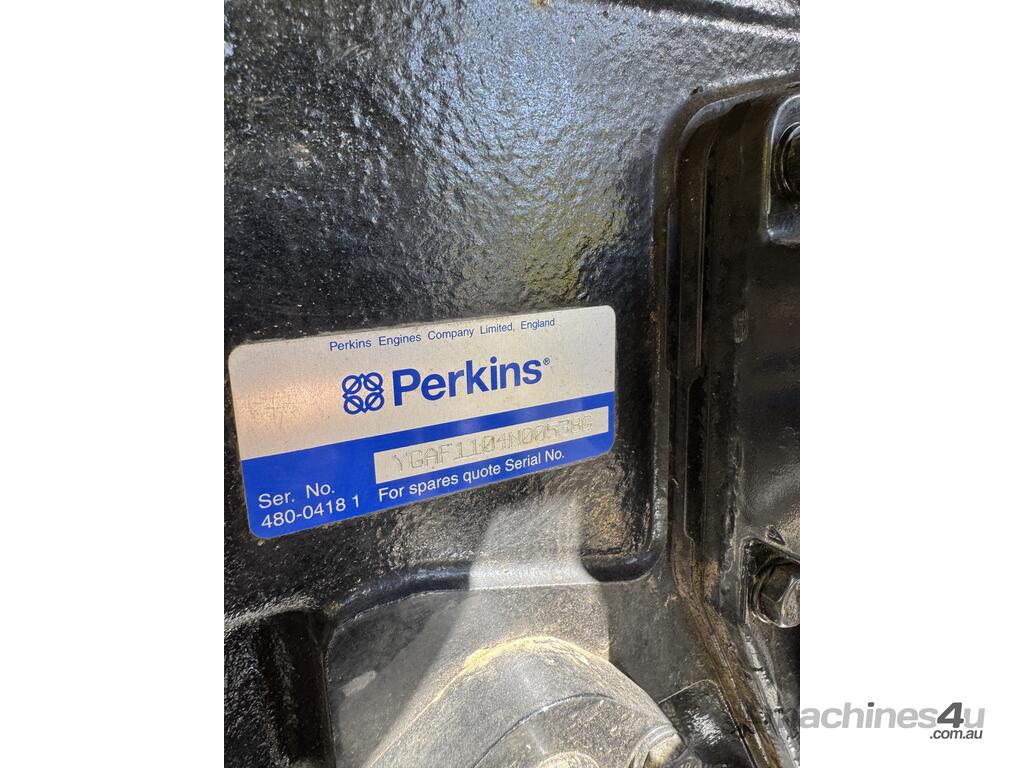 Perkins Engines Company Limited, England
Perkins®
Ser. No.
480-0418 1
For spares quote Serial No.
machines4u
.com.au